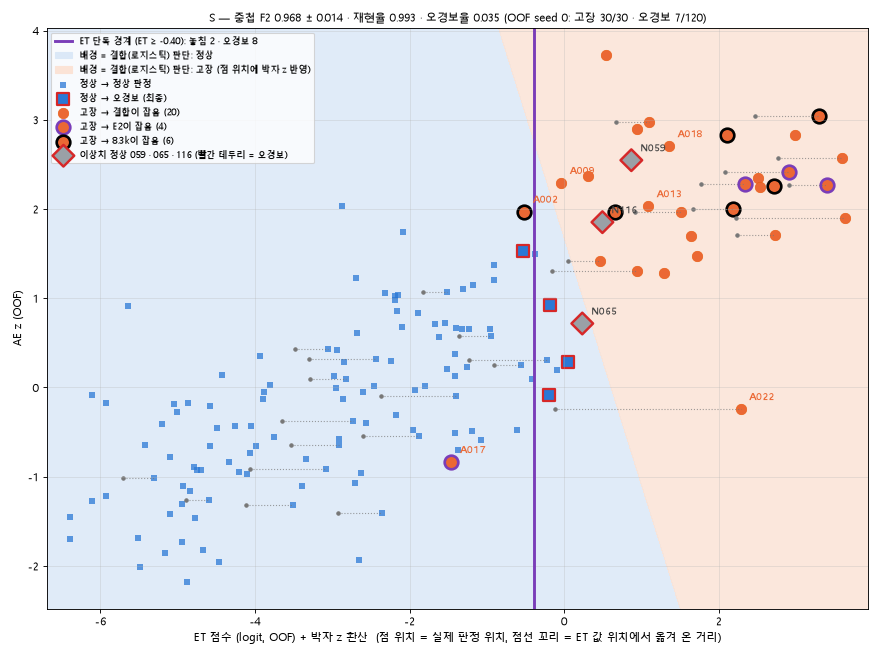 S — 중첩 F2 0.968 ± 0.014 · 재현율 0.993 · 오경보율 0.035 (OOF seed 0: 고장 30/30 · 오경보 7/120)
ET 단독 경계 (ET ≥ -0.40): 놓침 2 · 오경보 8
배경 = 결합(로지스틱) 판단: 정상
배경 = 결합(로지스틱) 판단: 고장 (점 위치에 박자 z 반영)
정상 → 정상 판정
정상 → 오경보 (최종)
고장 → 결합이 잡음 (20)
고장 → E2이 잡음 (4)
고장 → 8.3k이 잡음 (6)
이상치 정상 059 · 065 · 116 (빨간 테두리 = 오경보)
A018
N059
A009
A002
A013
N065
A022
A017
4
3
2
1
0
-1
-2
AE z (OOF)
-6
-4
-2
0
2
ET 점수 (logit, OOF) + 박자 z 환산  (점 위치 = 실제 판정 위치, 점선 꼬리 = ET 값 위치에서 옮겨 온 거리)